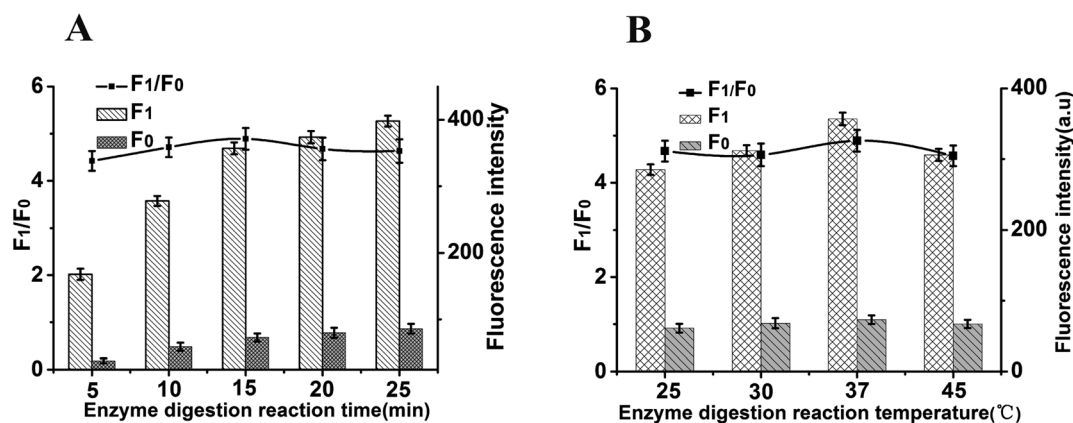 A
F1/F0
F1
F0
6
4
2
0
F1/F0
400
200
Fluorescence intensity
5 10 15 20 25
Enzyme digestion reaction time(min)
B
F1/F0
F1
F0
6
4
2
0
F1/F0
400
200
0
Fluorescence intensity(a.u)
25 30 37 45
Enzyme digestion reaction temperature(℃)